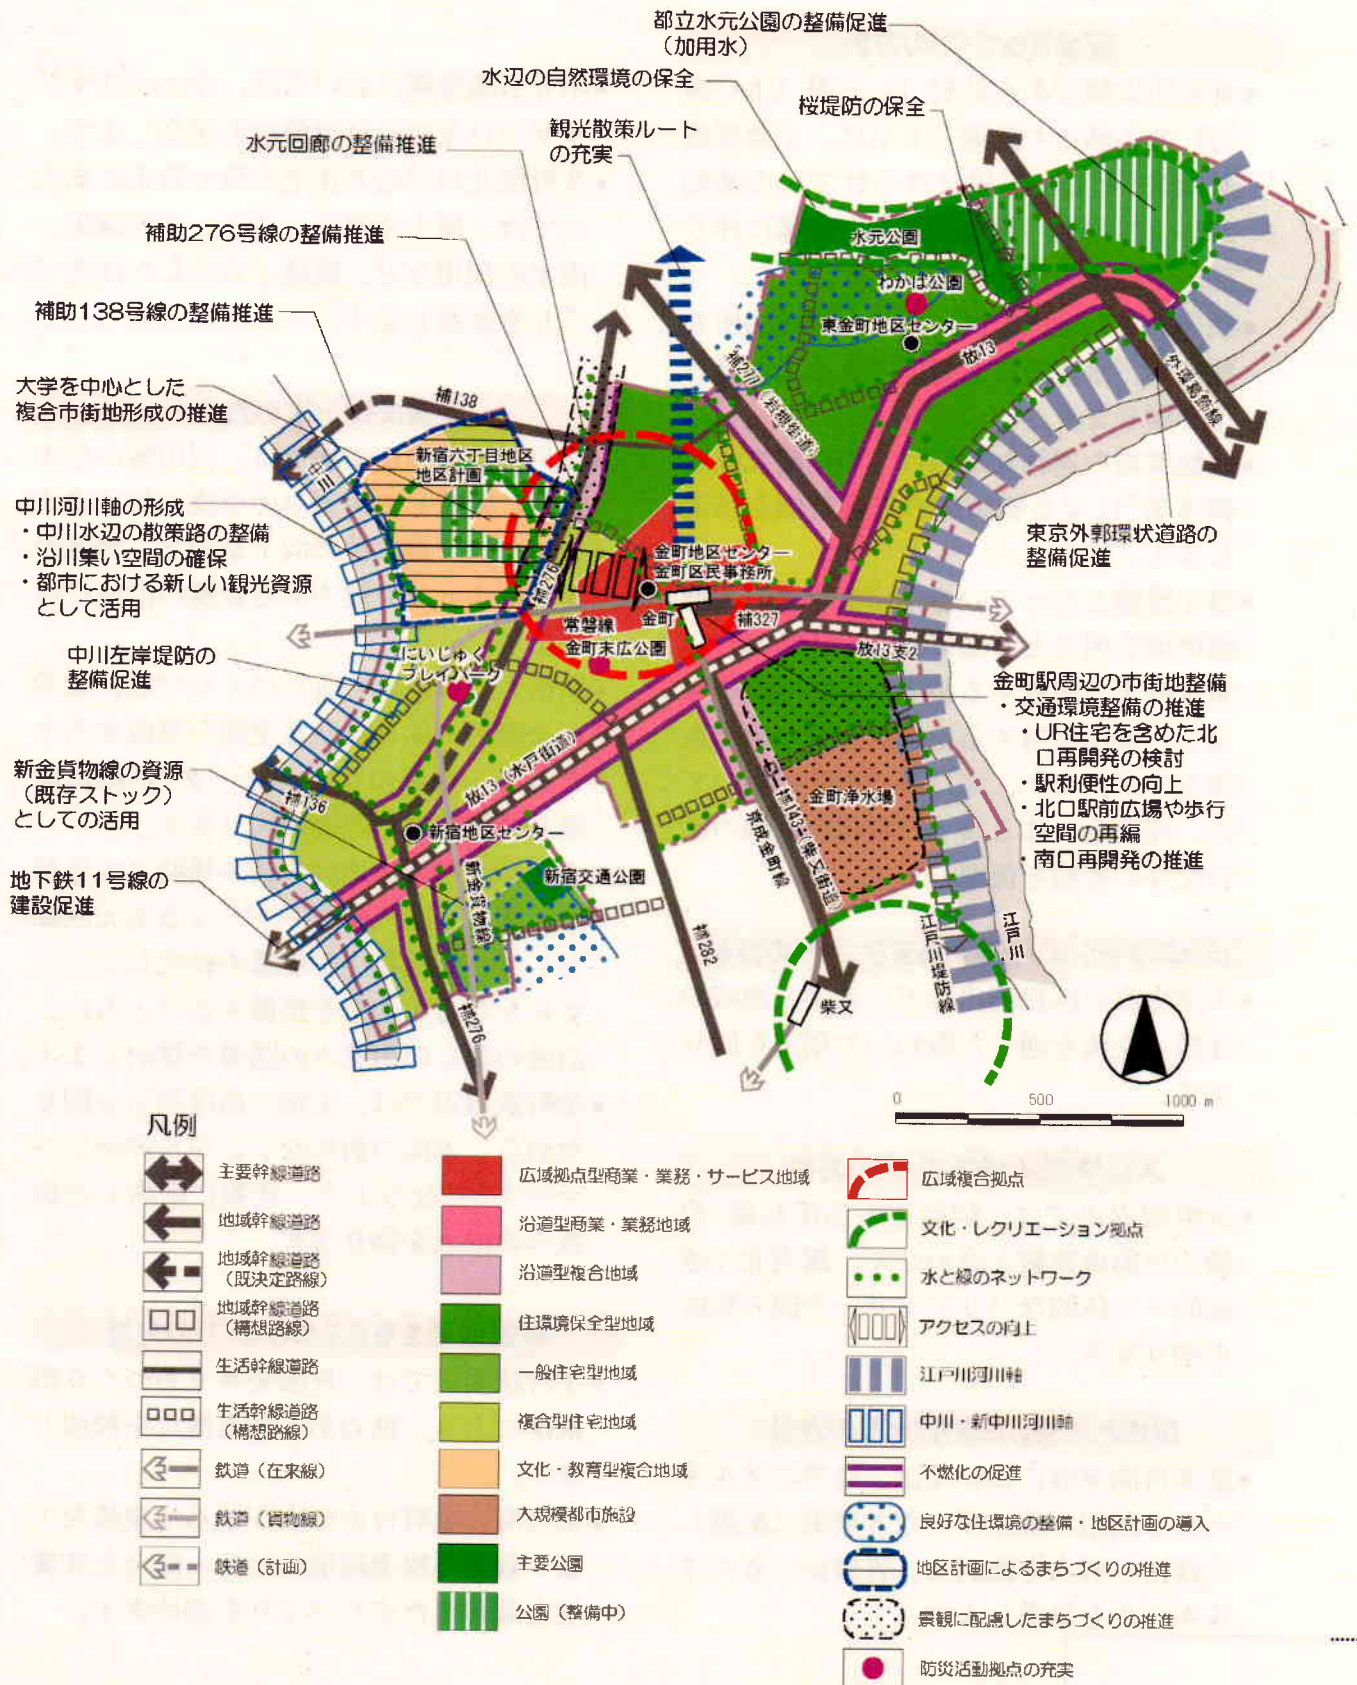 都立水元公園の整備促進
（加用水）
水辺の自然環境の保全
桜堤防の保全
観光散策ルート
の充実
水元回廊の整備推進
補助276号線の整備推進
補助138号線の整備推進
大学を中心とした
複合市街地形成の推進
中川河川軸の形成
・中川水辺の散策路の整備
・沿川集い空間の確保
・都市における新しい観光資源
として活用
中川左岸堤防の
整備促進
新金貨物線の資源
（既存ストック）
としての活用
地下鉄11号線の
建設促進
東京外郭環状道路の
整備促進
金町駅周辺の市街地整備
・交通環境整備の推進
・UR住宅を含めた北
口再開発の検討
・駅利便性の向上
・北口駅前広場や歩行
空間の再編
・南口再開発の推進
水元公園
わかば公園
東金町地区センター
放13
外環葛飾線
補277（岩槻街道）
補138
中川
新宿六丁目地区
地区計画
補276
金町地区センター
金町区民事務所
常磐線
金町
補327
金町末広公園
放13支2
にいじゅく
プレイパーク
放13（水戸街道）
補136
新宿地区センター
新金貨物線
新宿交通公園
補276
補282
補143（柴又街道）
京成金町線
金町浄水場
江戸川堤防線
江戸川
柴又
0 500 1000 m
凡例
主要幹線道路
地域幹線道路
地域幹線道路
（既決定路線）
地域幹線道路
（構想路線）
生活幹線道路
生活幹線道路
（構想路線）
鉄道（在来線）
鉄道（貨物線）
鉄道（計画）
広域拠点型商業・業務・サービス地域
沿道型商業・業務地域
沿道型複合地域
住環境保全型地域
一般住宅型地域
複合型住宅地域
文化・教育型複合地域
大規模都市施設
主要公園
公園（整備中）
広域複合拠点
文化・レクリエーション拠点
水と緑のネットワーク
アクセスの向上
江戸川河川軸
中川・新中川河川軸
不燃化の促進
良好な住環境の整備・地区計画の導入
地区計画によるまちづくりの推進
景観に配慮したまちづくりの推進
防災活動拠点の充実